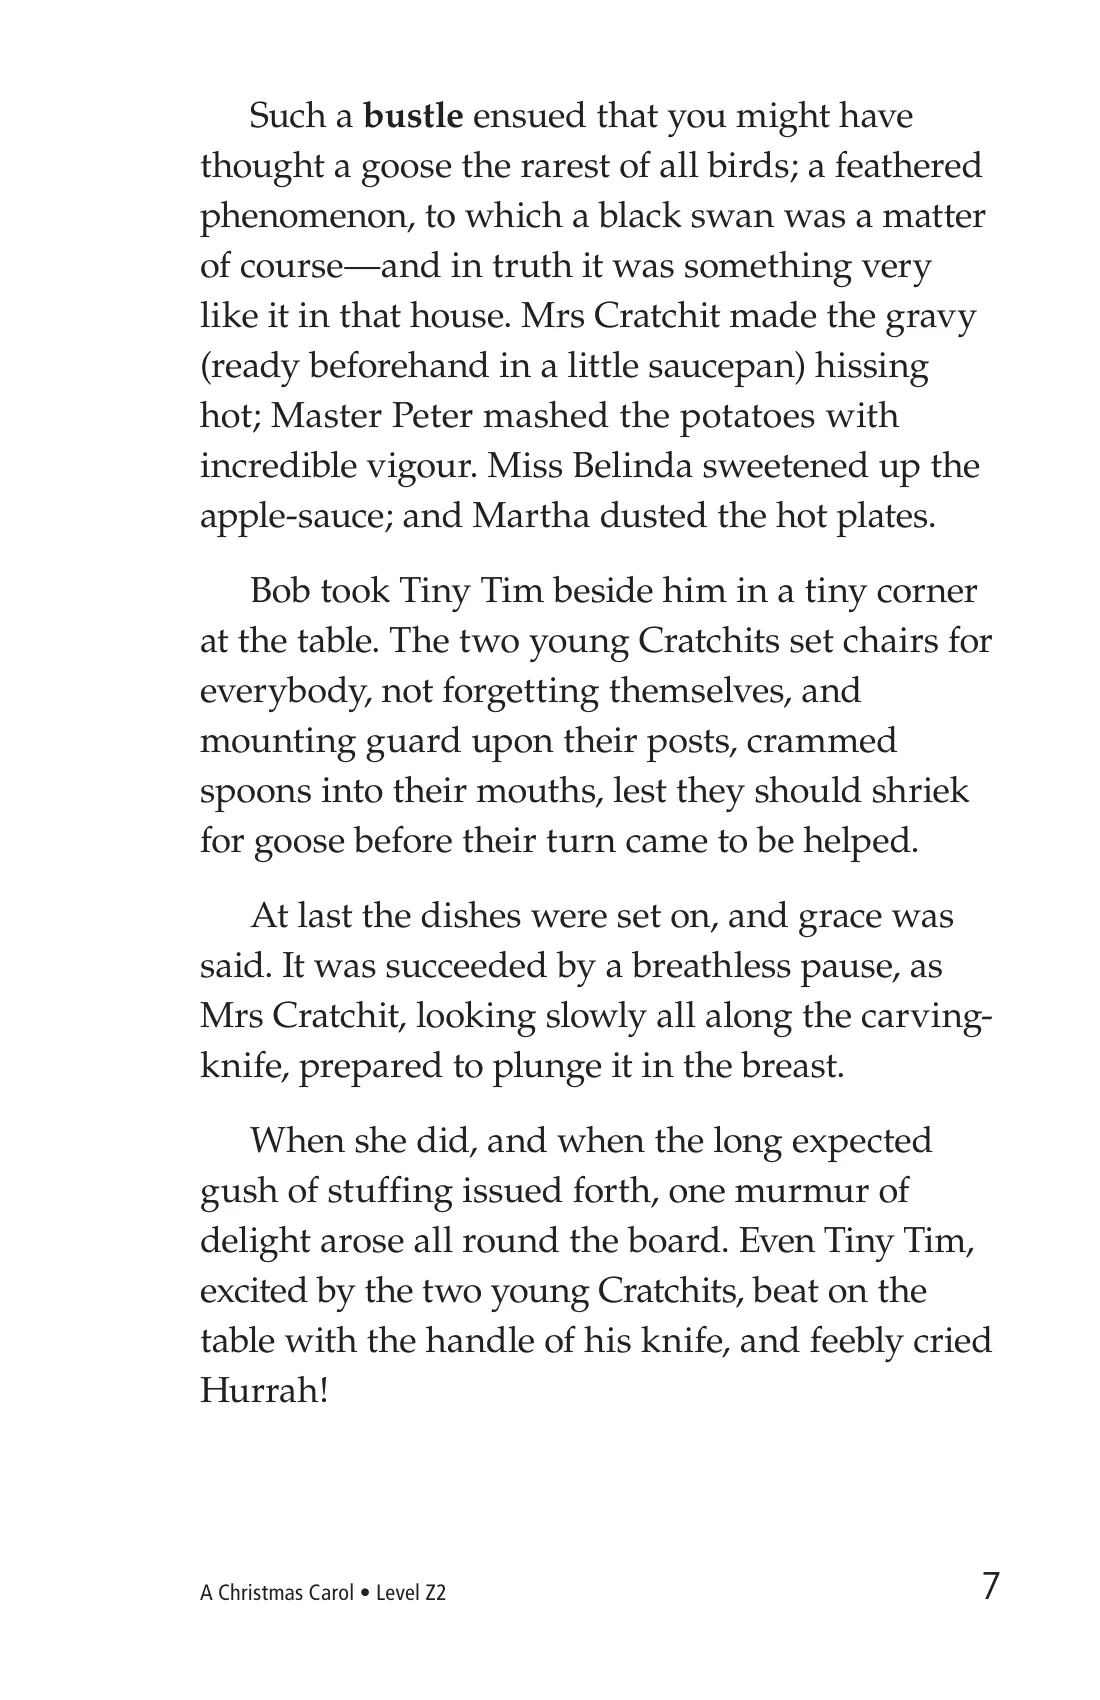 Such a bustle ensued that you might have
thought a goose the rarest of all birds; a feathered
phenomenon, to which a black swan was a matter
of course—and in truth it was something very
like it in that house. Mrs Cratchit made the gravy
(ready beforehand in a little saucepan) hissing
hot; Master Peter mashed the potatoes with
incredible vigour. Miss Belinda sweetened up the
apple-sauce; and Martha dusted the hot plates.
Bob took Tiny Tim beside him in a tiny corner
at the table. The two young Cratchits set chairs for
everybody, not forgetting themselves, and
mounting guard upon their posts, crammed
spoons into their mouths, lest they should shriek
for goose before their turn came to be helped.
At last the dishes were set on, and grace was
said. It was succeeded by a breathless pause, as
Mrs Cratchit, looking slowly all along the carving-
knife, prepared to plunge it in the breast.
When she did, and when the long expected
gush of stuffing issued forth, one murmur of
delight arose all round the board. Even Tiny Tim,
excited by the two young Cratchits, beat on the
table with the handle of his knife, and feebly cried
Hurrah!
A Christmas Carol • Level Z2
7